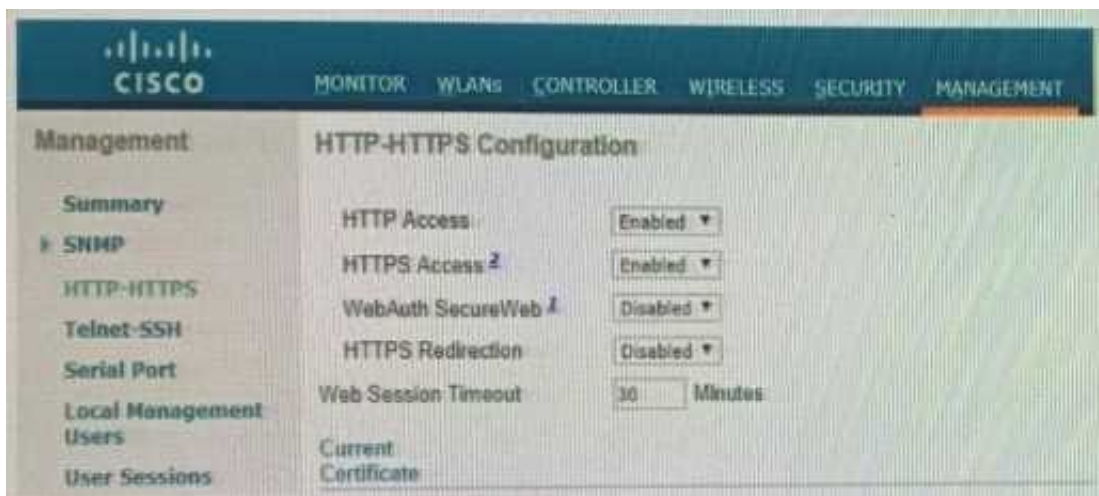 CISCO
MONITOR WLANs CONTROLLER WIRELESS SECURITY MANAGEMENT
Management
Summary
SNMP
HTTP-HTTPS
Telnet-SSH
Serial Port
Local Management
Users
User Sessions
HTTP-HTTPS Configuration
HTTP Access Enabled
HTTPS Access 2 Enabled
WebAuth SecureWeb 1 Disabled
HTTPS Redirection Disabled
Web Session Timeout 30 Minutes
Current
Certificate